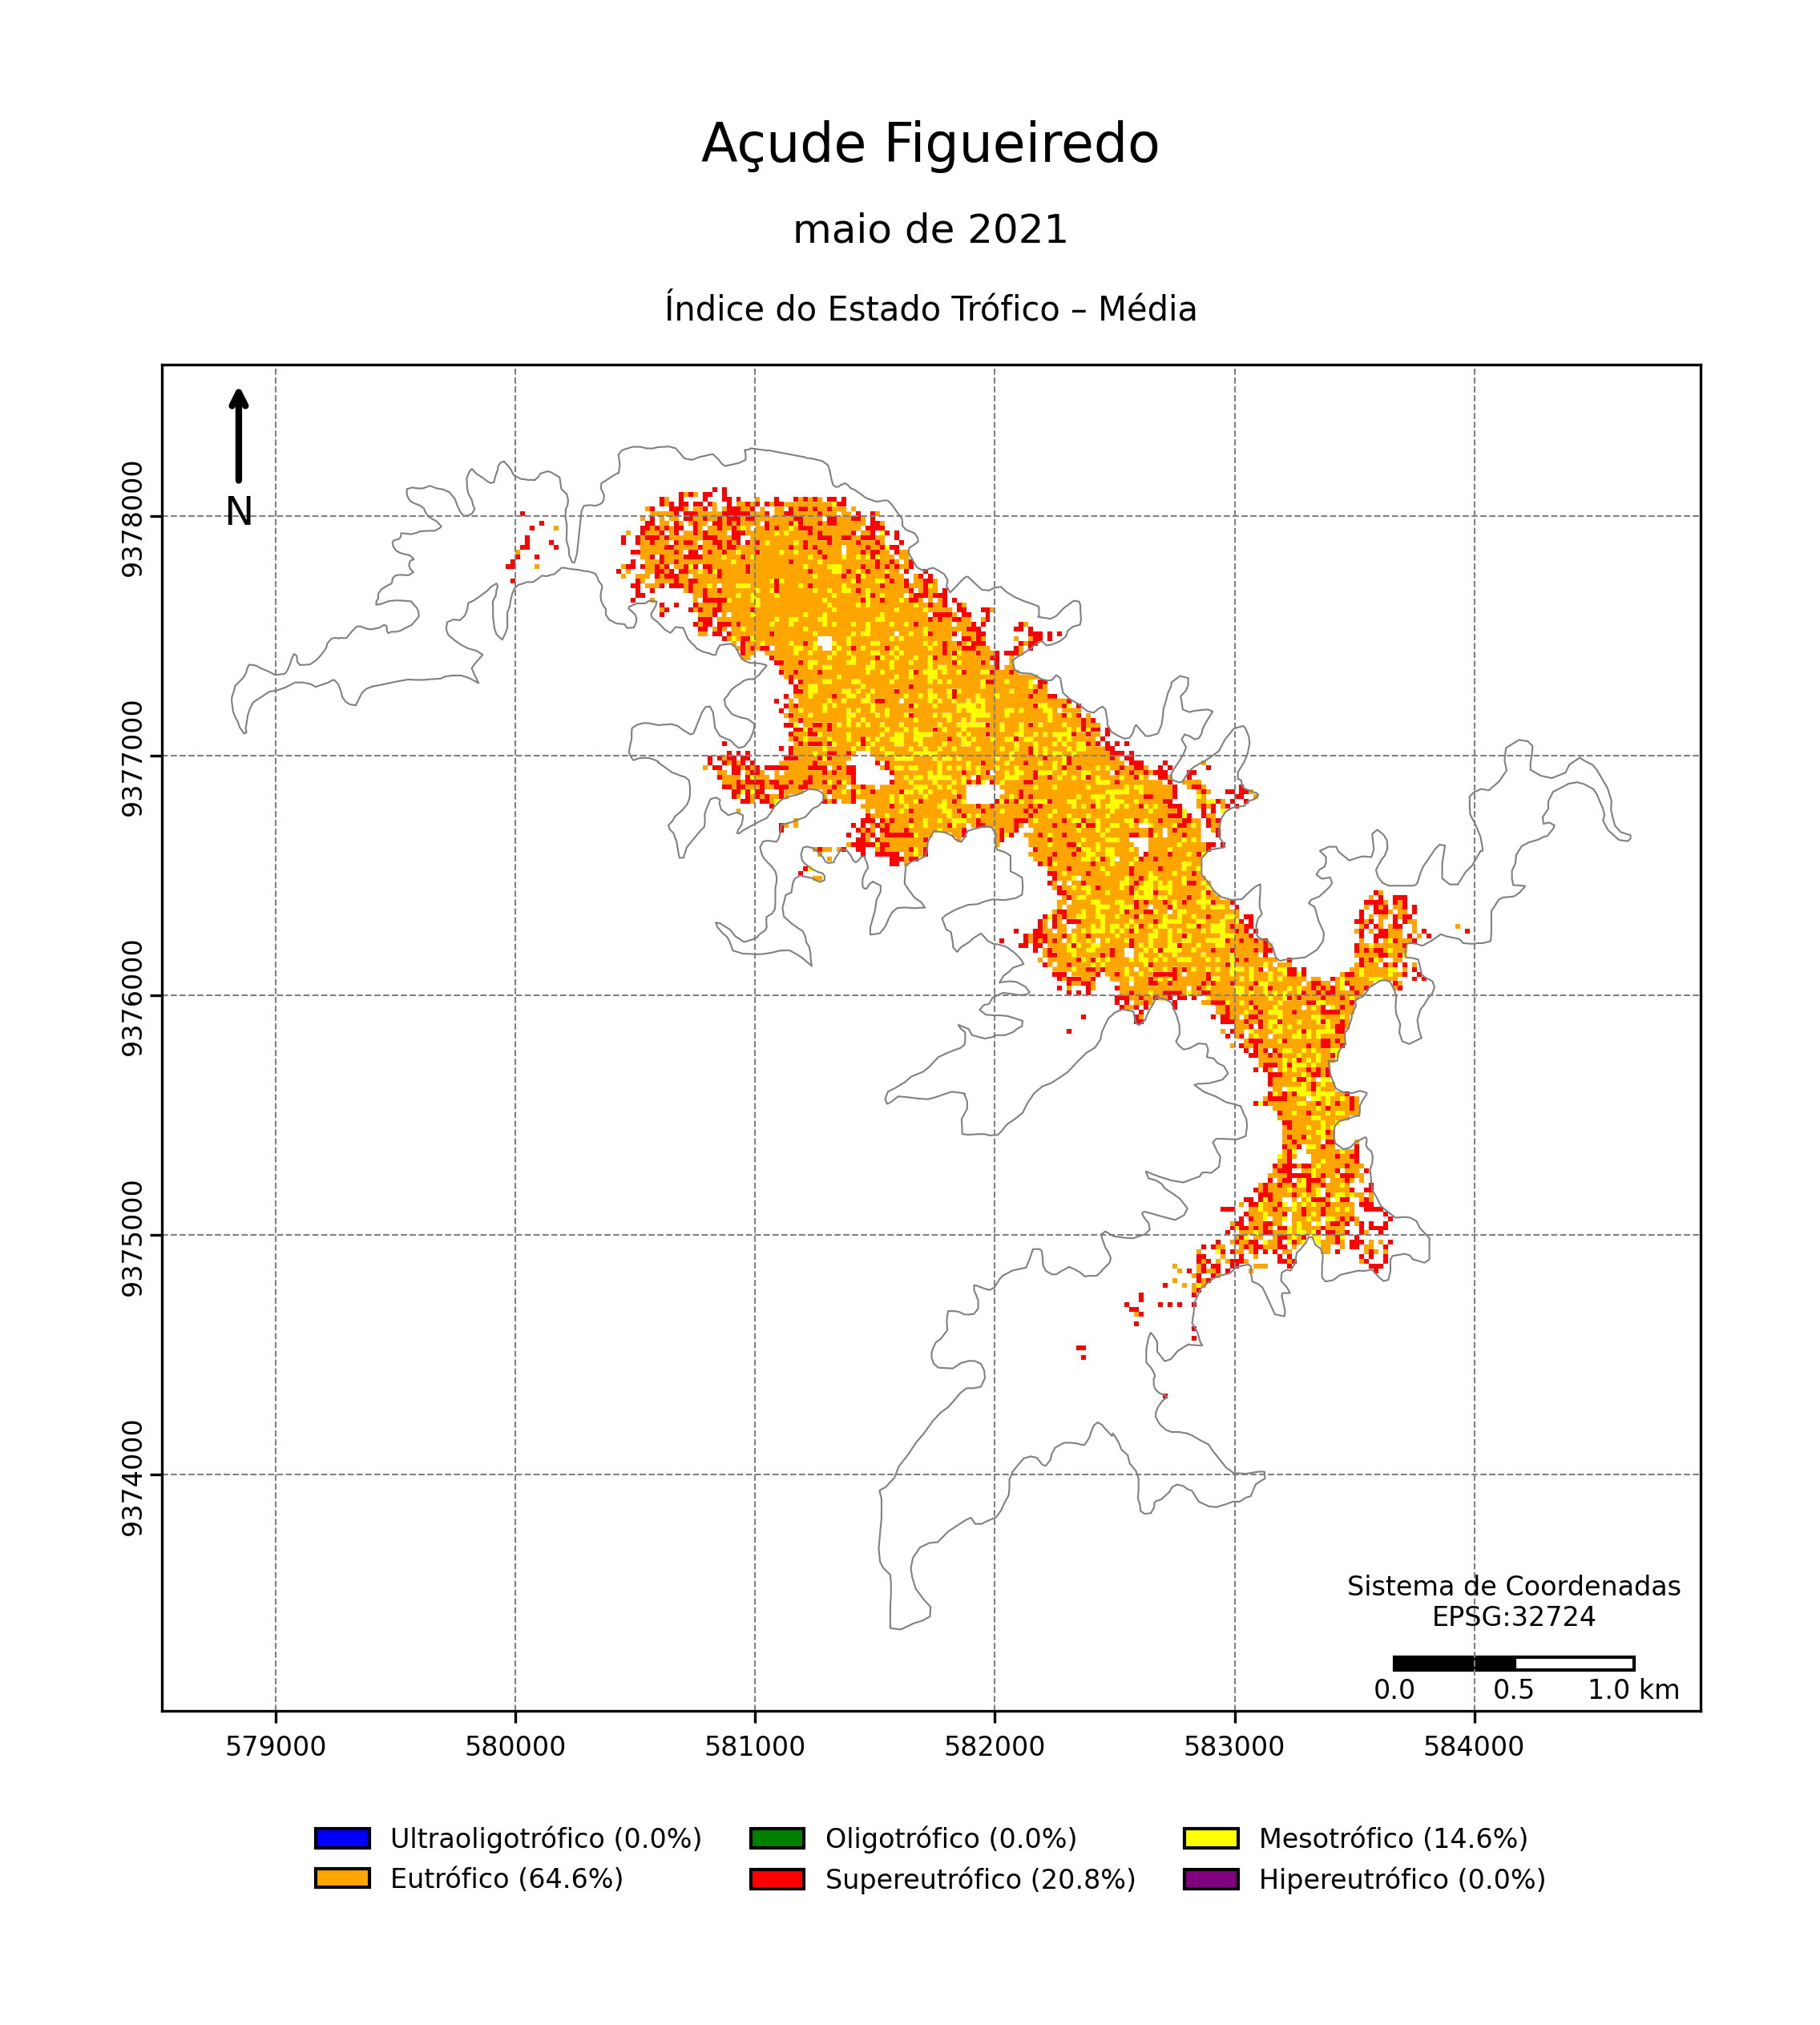 Açude Figueiredo
maio de 2021
Índice do Estado Trófico – Média
N
9378000
9377000
9376000
9375000
9374000
Sistema de Coordenadas
EPSG:32724
0.0 0.5 1.0 km
579000 580000 581000 582000 583000 584000
Ultraoligotrófico (0.0%) Oligotrófico (0.0%) Mesotrófico (14.6%)
Eutrófico (64.6%) Supereutrófico (20.8%) Hipereutrófico (0.0%)